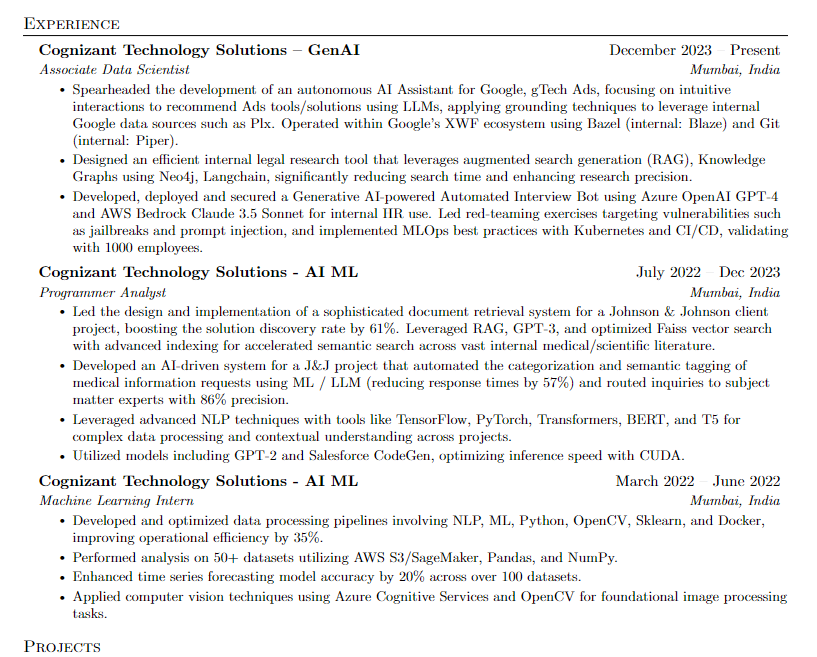 EXPERIENCE
Cognizant Technology Solutions – GenAI December 2023 – Present
Associate Data Scientist Mumbai, India
• Spearheaded the development of an autonomous AI Assistant for Google, gTech Ads, focusing on intuitive
interactions to recommend Ads tools/solutions using LLMs, applying grounding techniques to leverage internal
Google data sources such as Plx. Operated within Google's XWF ecosystem using Bazel (internal: Blaze) and Git
(internal: Piper).
• Designed an efficient internal legal research tool that leverages augmented search generation (RAG), Knowledge
Graphs using Neo4j, Langchain, significantly reducing search time and enhancing research precision.
• Developed, deployed and secured a Generative AI-powered Automated Interview Bot using Azure OpenAI GPT-4
and AWS Bedrock Claude 3.5 Sonnet for internal HR use. Led red-teaming exercises targeting vulnerabilities such
as jailbreaks and prompt injection, and implemented MLOps best practices with Kubernetes and CI/CD, validating
with 1000 employees.
Cognizant Technology Solutions - AI ML July 2022 – Dec 2023
Programmer Analyst Mumbai, India
• Led the design and implementation of a sophisticated document retrieval system for a Johnson & Johnson client
project, boosting the solution discovery rate by 61%. Leveraged RAG, GPT-3, and optimized Faiss vector search
with advanced indexing for accelerated semantic search across vast internal medical/scientific literature.
• Developed an AI-driven system for a J&J project that automated the categorization and semantic tagging of
medical information requests using ML / LLM (reducing response times by 57%) and routed inquiries to subject
matter experts with 86% precision.
• Leveraged advanced NLP techniques with tools like TensorFlow, PyTorch, Transformers, BERT, and T5 for
complex data processing and contextual understanding across projects.
• Utilized models including GPT-2 and Salesforce CodeGen, optimizing inference speed with CUDA.
Cognizant Technology Solutions - AI ML March 2022 – June 2022
Machine Learning Intern Mumbai, India
• Developed and optimized data processing pipelines involving NLP, ML, Python, OpenCV, Sklearn, and Docker,
improving operational efficiency by 35%.
• Performed analysis on 50+ datasets utilizing AWS S3/SageMaker, Pandas, and NumPy.
• Enhanced time series forecasting model accuracy by 20% across over 100 datasets.
• Applied computer vision techniques using Azure Cognitive Services and OpenCV for foundational image processing
tasks.
PROJECTS